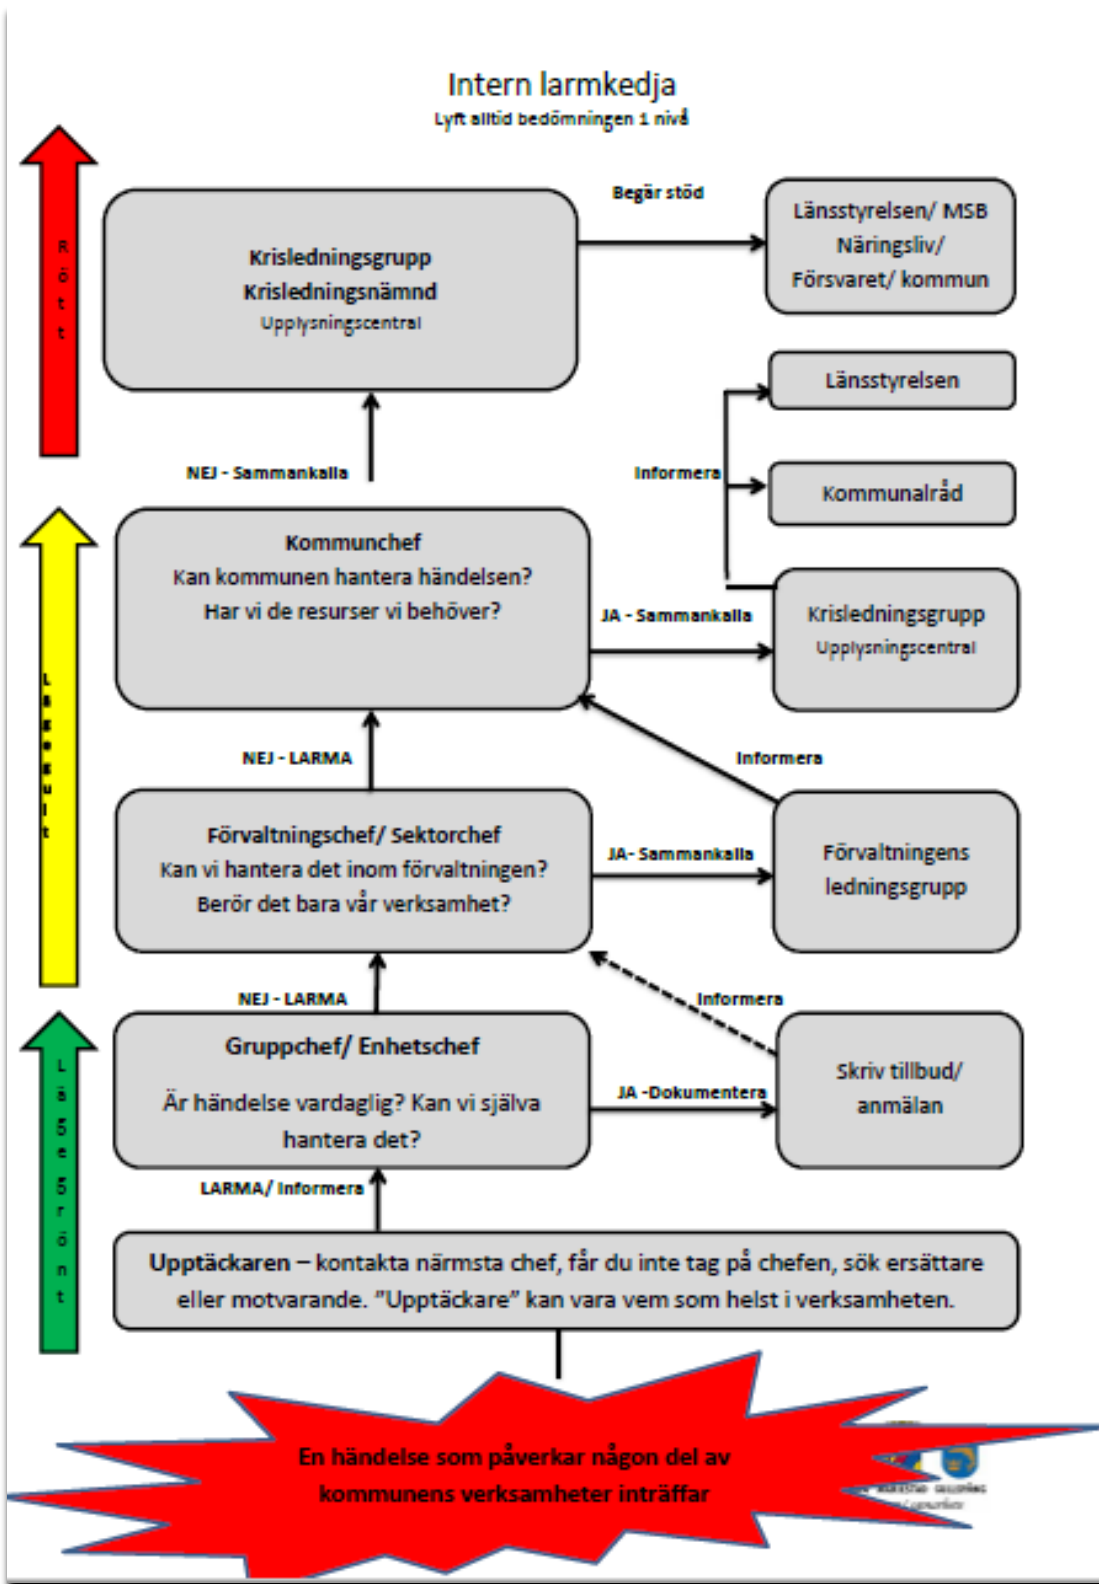 Intern larmkedja
Lyft alltid bedömningen 1 nivå
Rött
Begär stöd
Länsstyrelsen/ MSB
Näringsliv/
Försvaret/ kommun
Krisledningsgrupp
Krisledningsnämnd
Upplysningscentral
Länsstyrelsen
NEJ - Sammankalla
Informera
Kommunalråd
Läge gult
Kommunchef
Kan kommunen hantera händelsen?
Har vi de resurser vi behöver?
JA - Sammankalla
Krisledningsgrupp
Upplysningscentral
NEJ - LARMA
Informera
Förvaltningschef/ Sektorchef
Kan vi hantera det inom förvaltningen?
Berör det bara vår verksamhet?
JA- Sammankalla
Förvaltningens
ledningsgrupp
NEJ - LARMA
Informera
Läge grönt
Gruppchef/ Enhetschef
Är händelse vardaglig? Kan vi själva
hantera det?
JA -Dokumentera
Skriv tillbud/
anmälan
LARMA/ Informera
Upptäckaren – kontakta närmsta chef, får du inte tag på chefen, sök ersättare
eller motvarande. ”Upptäckare” kan vara vem som helst i verksamheten.
En händelse som påverkar någon del av
kommunens verksamheter inträffar